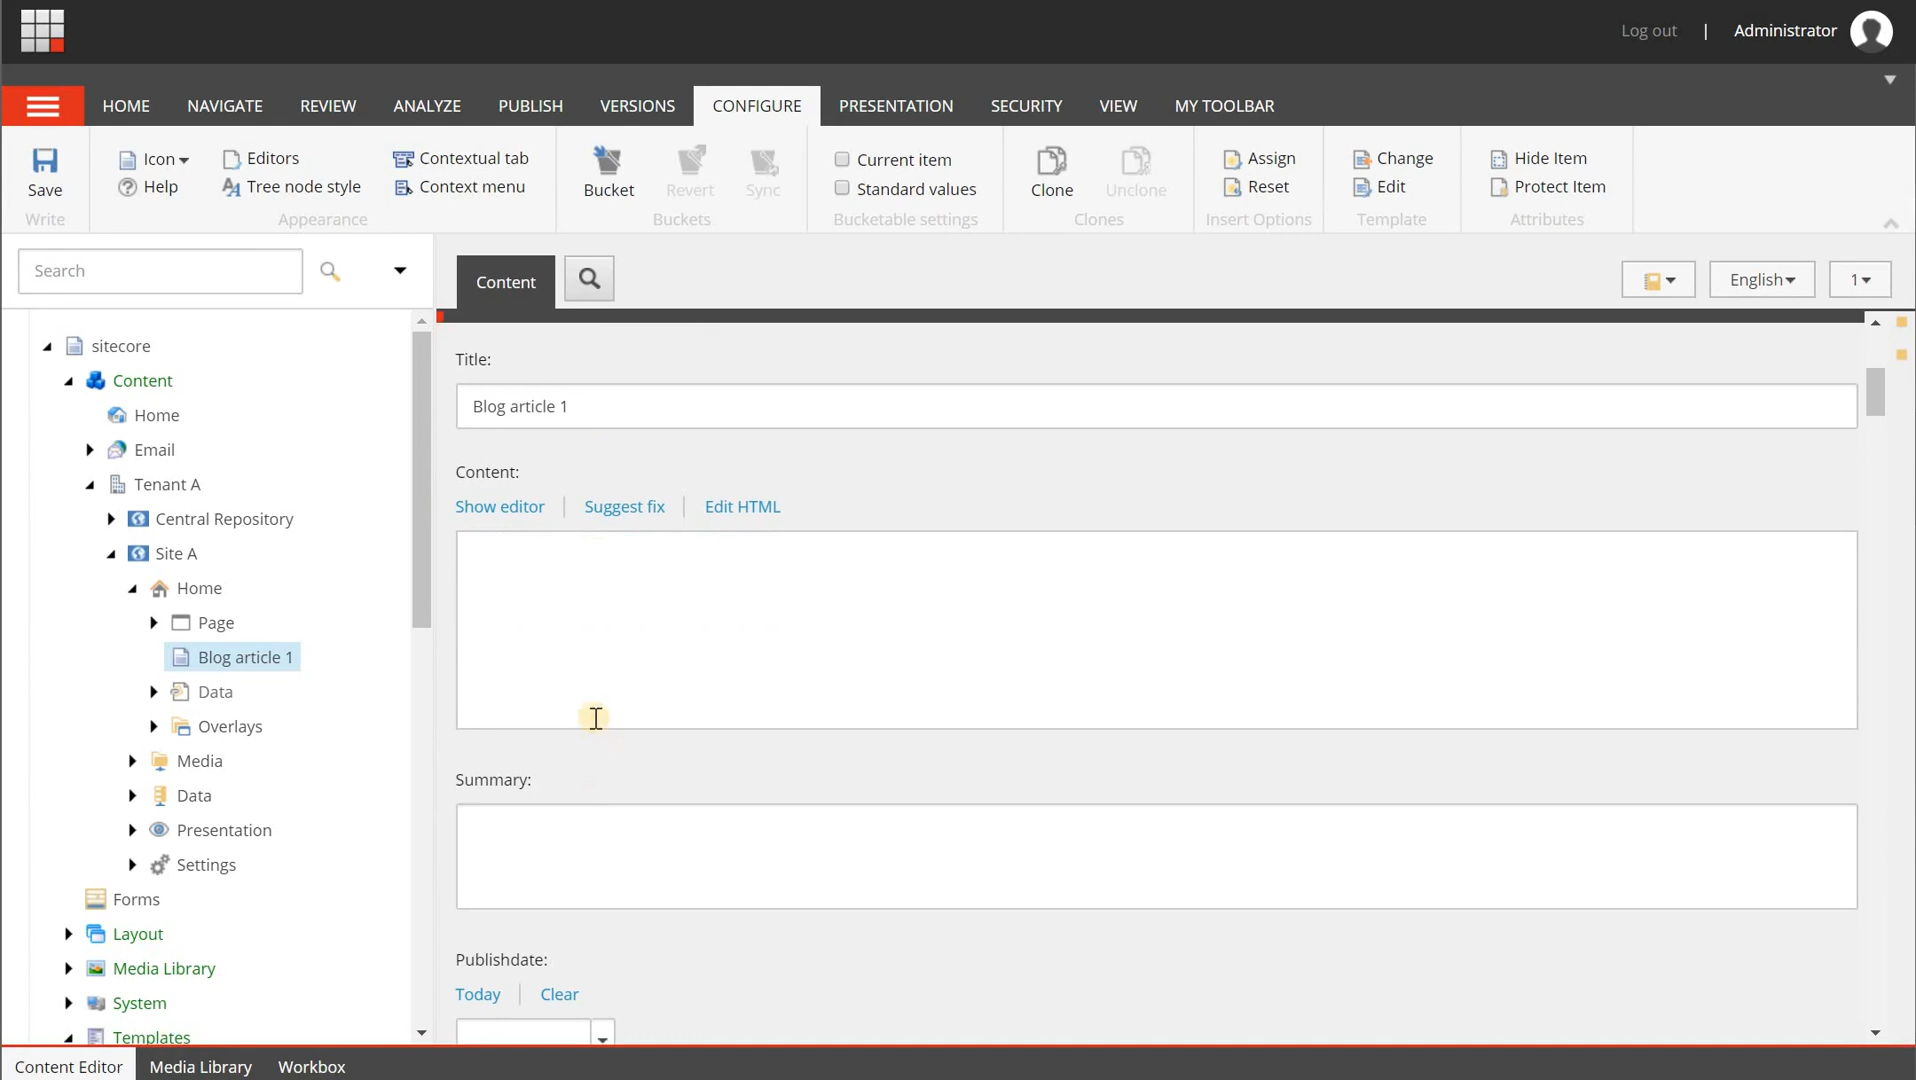 Log out | Administrator
HOME NAVIGATE REVIEW ANALYZE PUBLISH VERSIONS CONFIGURE PRESENTATION SECURITY VIEW MY TOOLBAR
Icon Editors Contextual tab Current item Assign Change Hide Item
Save Help Tree node style Context menu Bucket Revert Sync Standard values Clone Unclone Reset Edit Protect Item
Write Appearance Buckets Bucketable settings Clones Insert Options Template Attributes
Search
Content
English
1
sitecore
Content
Home
Email
Tenant A
Central Repository
Site A
Home
Page
Blog article 1
Data
Overlays
Media
Data
Presentation
Settings
Forms
Layout
Media Library
System
Templates
Title:
Blog article 1
Content:
Show editor | Suggest fix | Edit HTML
Summary:
Publishdate:
Today | Clear
Content Editor Media Library Workbox